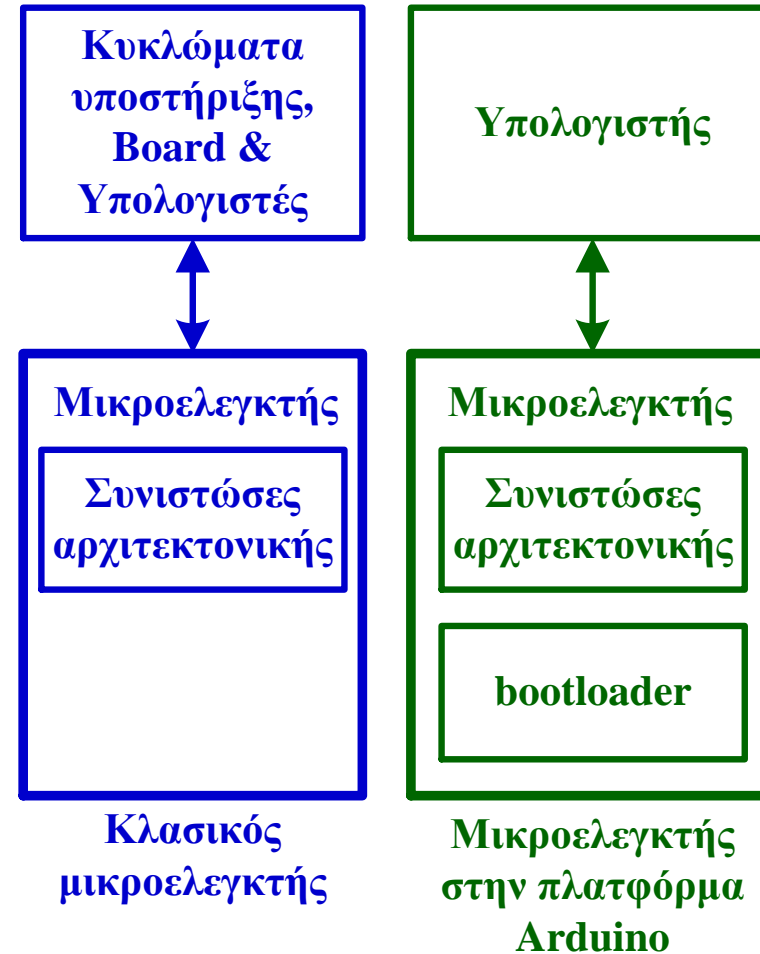 Κυκλώματα
υποστήριξης,
Board &
Υπολογιστές
Μικροελεγκτής
Συνιστώσες
αρχιτεκτονικής
Κλασικός
μικροελεγκτής
Υπολογιστής
Μικροελεγκτής
Συνιστώσες
αρχιτεκτονικής
bootloader
Μικροελεγκτής
στην πλατφόρμα
Arduino